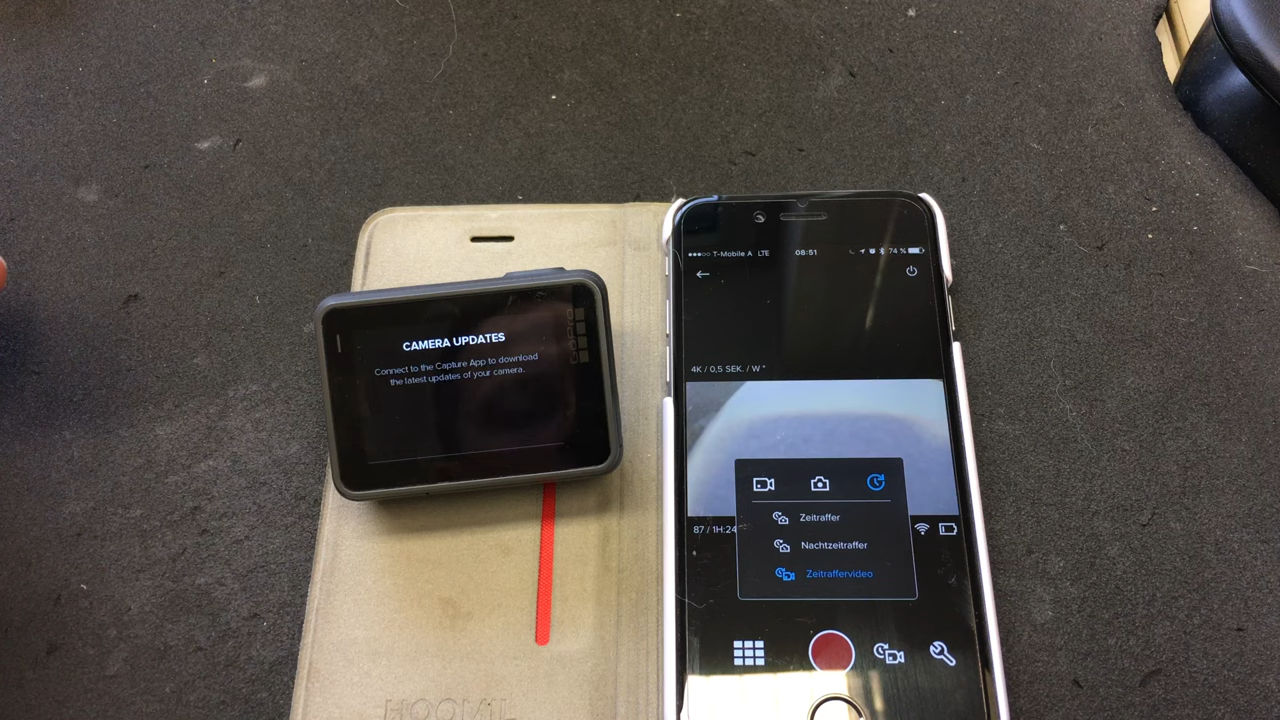 CAMERA UPDATES
Connect to the Capture App to download
the latest updates of your camera.
GoPro
T-Mobile A LTE
08:51
74 %
4K / 0,5 SEK. / W
87 / 1H:24
Zeitraffer
Nachtzeitraffer
Zeitraffervideo